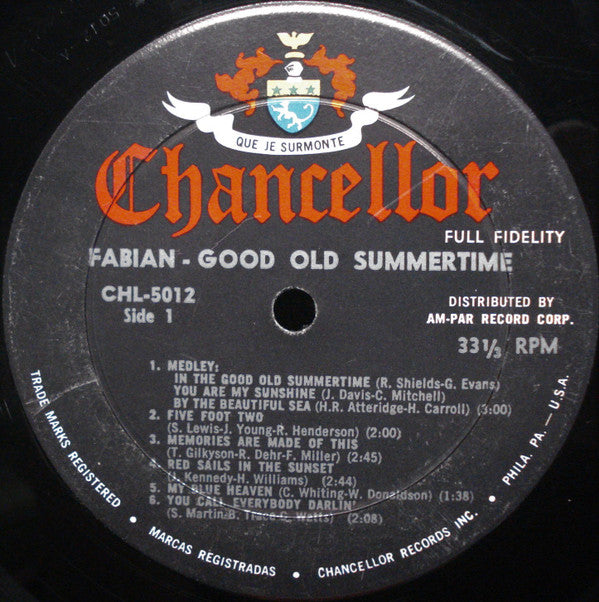 QUE JE SURMONTE
Chancellor
FULL FIDELITY
FABIAN - GOOD OLD SUMMERTIME
CHL-5012
Side 1
DISTRIBUTED BY
AM-PAR RECORD CORP.
33 1/3 RPM
1. MEDLEY:
IN THE GOOD OLD SUMMERTIME (R. Shields-G. Evans)
YOU ARE MY SUNSHINE (J. Davis-C. Mitchell)
BY THE BEAUTIFUL SEA (H.R. Atteridge-H. Carroll) (3:00)
2. FIVE FOOT TWO
(S. Lewis-J. Young-R. Henderson) (2:00)
3. MEMORIES ARE MADE OF THIS
(T. Gilkyson-R. Dehr-F. Miller) (2:45)
4. RED SAILS IN THE SUNSET
(J. Kennedy-H. Williams) (2:44)
5. MY BLUE HEAVEN (C. Whiting-W. Donaldson) (1:38)
6. YOU CALL EVERYBODY DARLIN'
(S. Martin-B. Trace-C. Watts) (2:08)
TRADE MARKS REGISTERED • MARCAS REGISTRADAS • CHANCELLOR RECORDS INC. • PHILA. PA. — U.S.A.